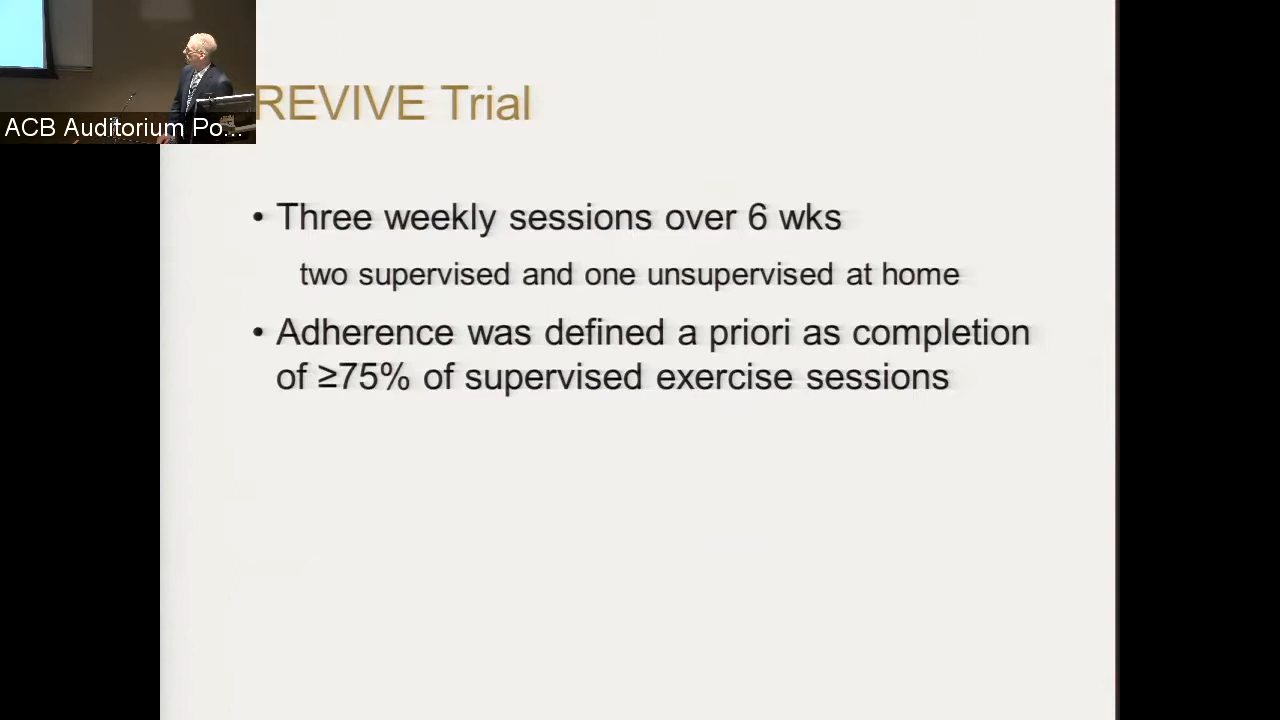 ACB Auditorium Po...
REVIVE Trial
• Three weekly sessions over 6 wks
two supervised and one unsupervised at home
• Adherence was defined a priori as completion
of ≥75% of supervised exercise sessions